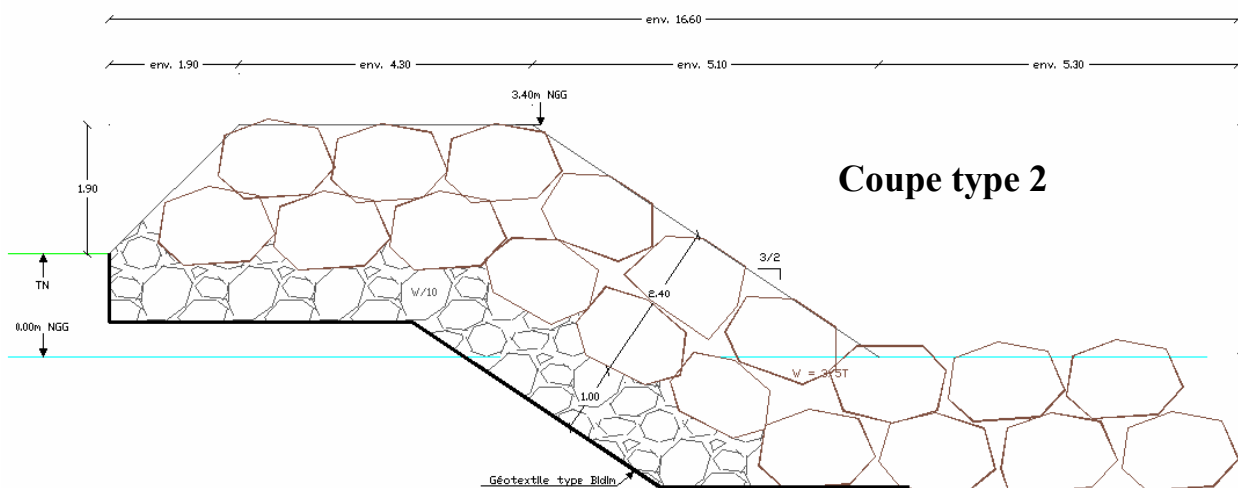 env. 16.60
env. 1.90
env. 4.30
env. 5.10
env. 5.30
3.40m NGG
Coupe type 2
1.90
3/2
TN
W/10
2.40
0.00m NGG
W = 3/5T
1.00
Géotextile type Bidim